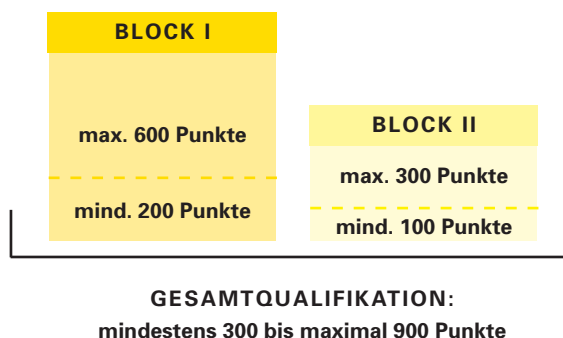 BLOCK I
max. 600 Punkte
mind. 200 Punkte
BLOCK II
max. 300 Punkte
mind. 100 Punkte
GESAMTQUALIFIKATION:
mindestens 300 bis maximal 900 Punkte